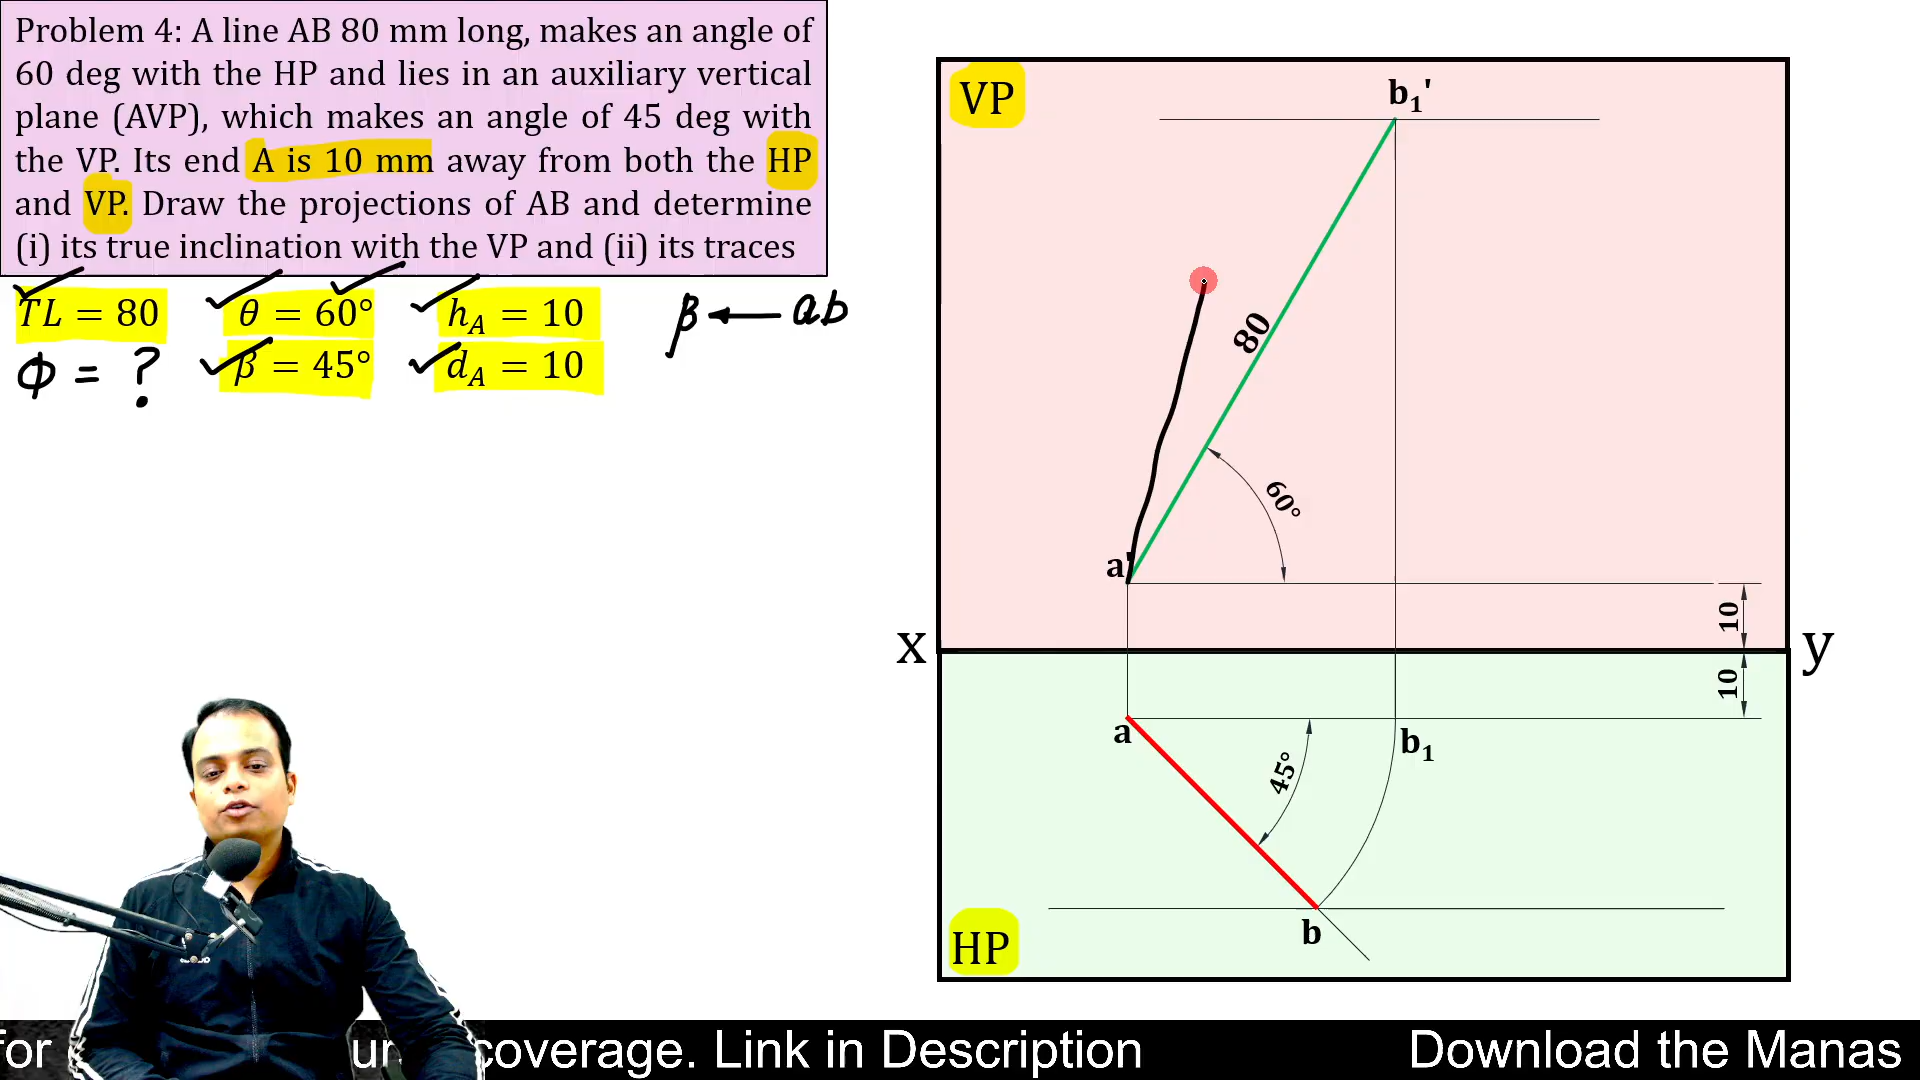 Problem 4: A line AB 80 mm long, makes an angle of
60 deg with the HP and lies in an auxiliary vertical
plane (AVP), which makes an angle of 45 deg with
the VP. Its end A is 10 mm away from both the HP
and VP. Draw the projections of AB and determine
(i) its true inclination with the VP and (ii) its traces
TL = 80 θ = 60° h_A = 10 β ← ab
Φ = ? β = 45° d_A = 10
VP
b₁'
80
60°
a'
10
x y
10
a
b₁
45°
b
HP
for
coverage. Link in Description
Download the Manas